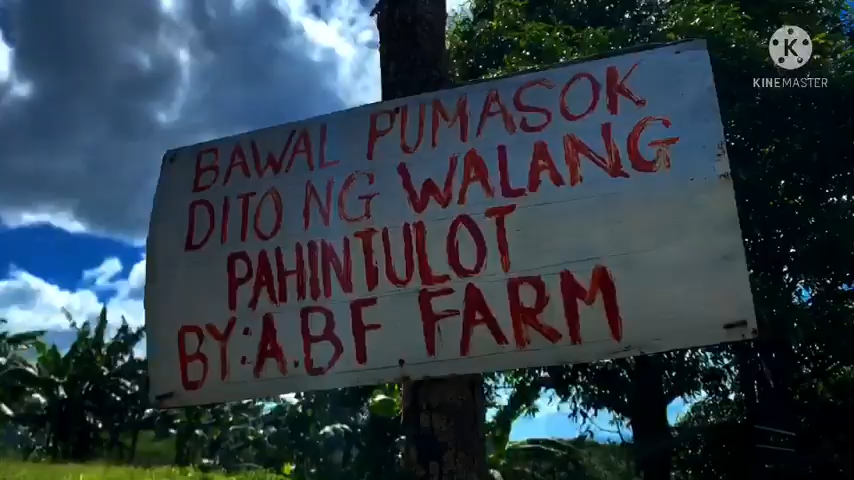 BAWAL PUMASOK
DITO NG WALANG
PAHINTULOT
BY: A.BF FARM
KINEMASTER